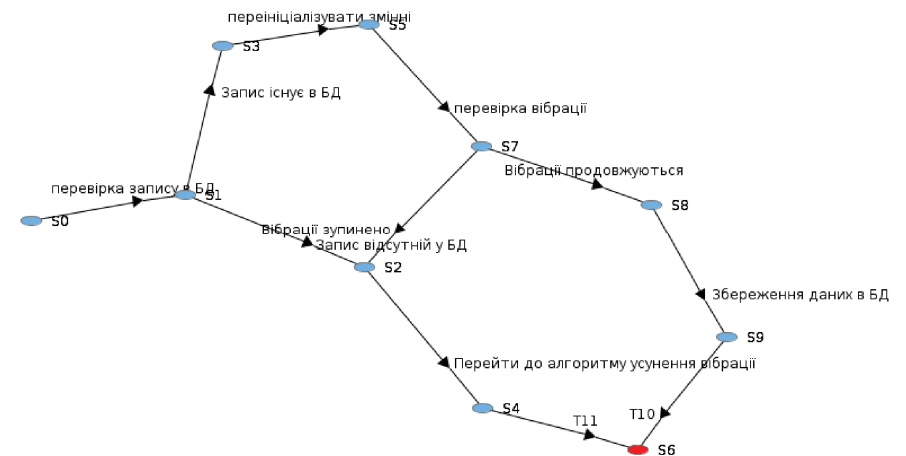 переініціалізувати змінні
S5
S3
Запис існує в БД
перевірка вібрації
S7
Вібрації продовжуються
перевірка запису в БД
S1
S8
S0
Вібрації зупинено
Запис відсутній у БД
S2
Збереження даних в БД
S9
Перейти до алгоритму усунення вібрації
S4
T11
T10
S6